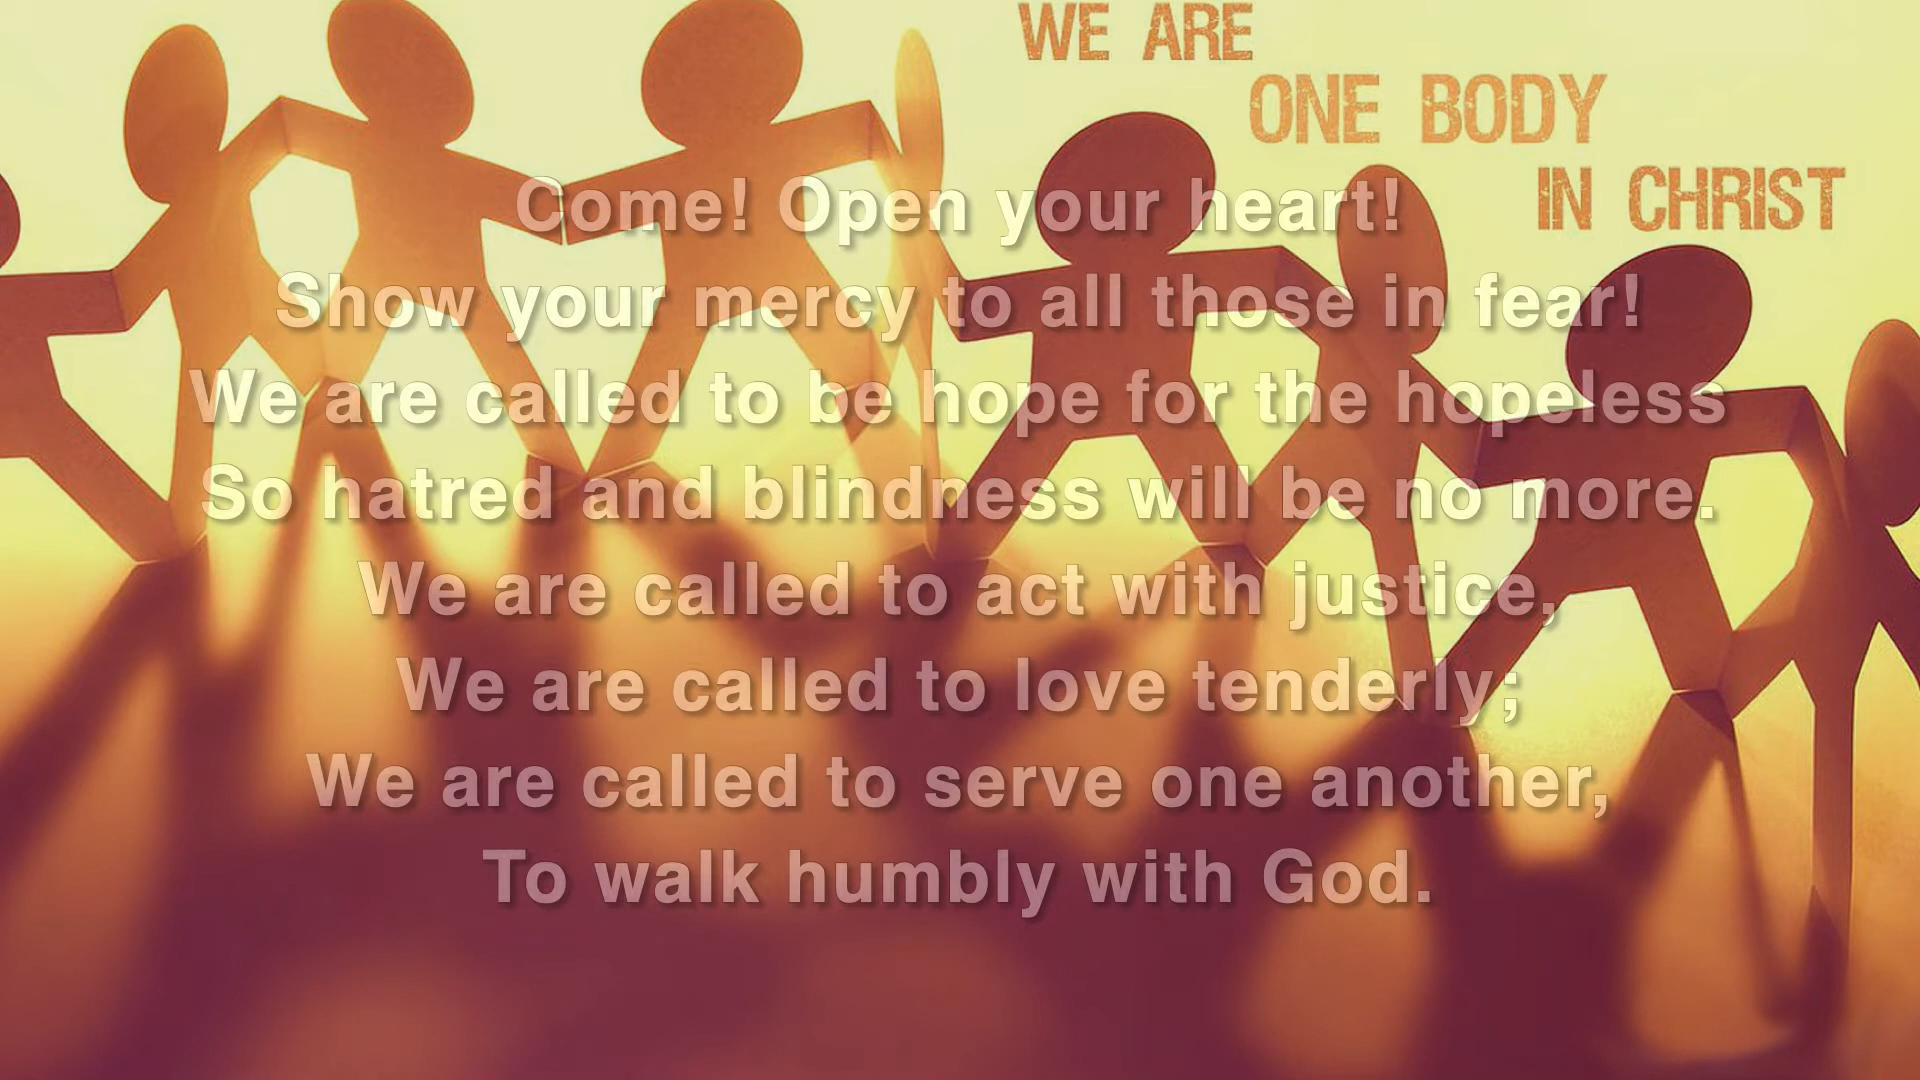 WE ARE
ONE BODY
IN CHRIST
Come! Open your heart!
Show your mercy to all those in fear!
We are called to be hope for the hopeless
So hatred and blindness will be no more.
We are called to act with justice,
We are called to love tenderly;
We are called to serve one another,
To walk humbly with God.